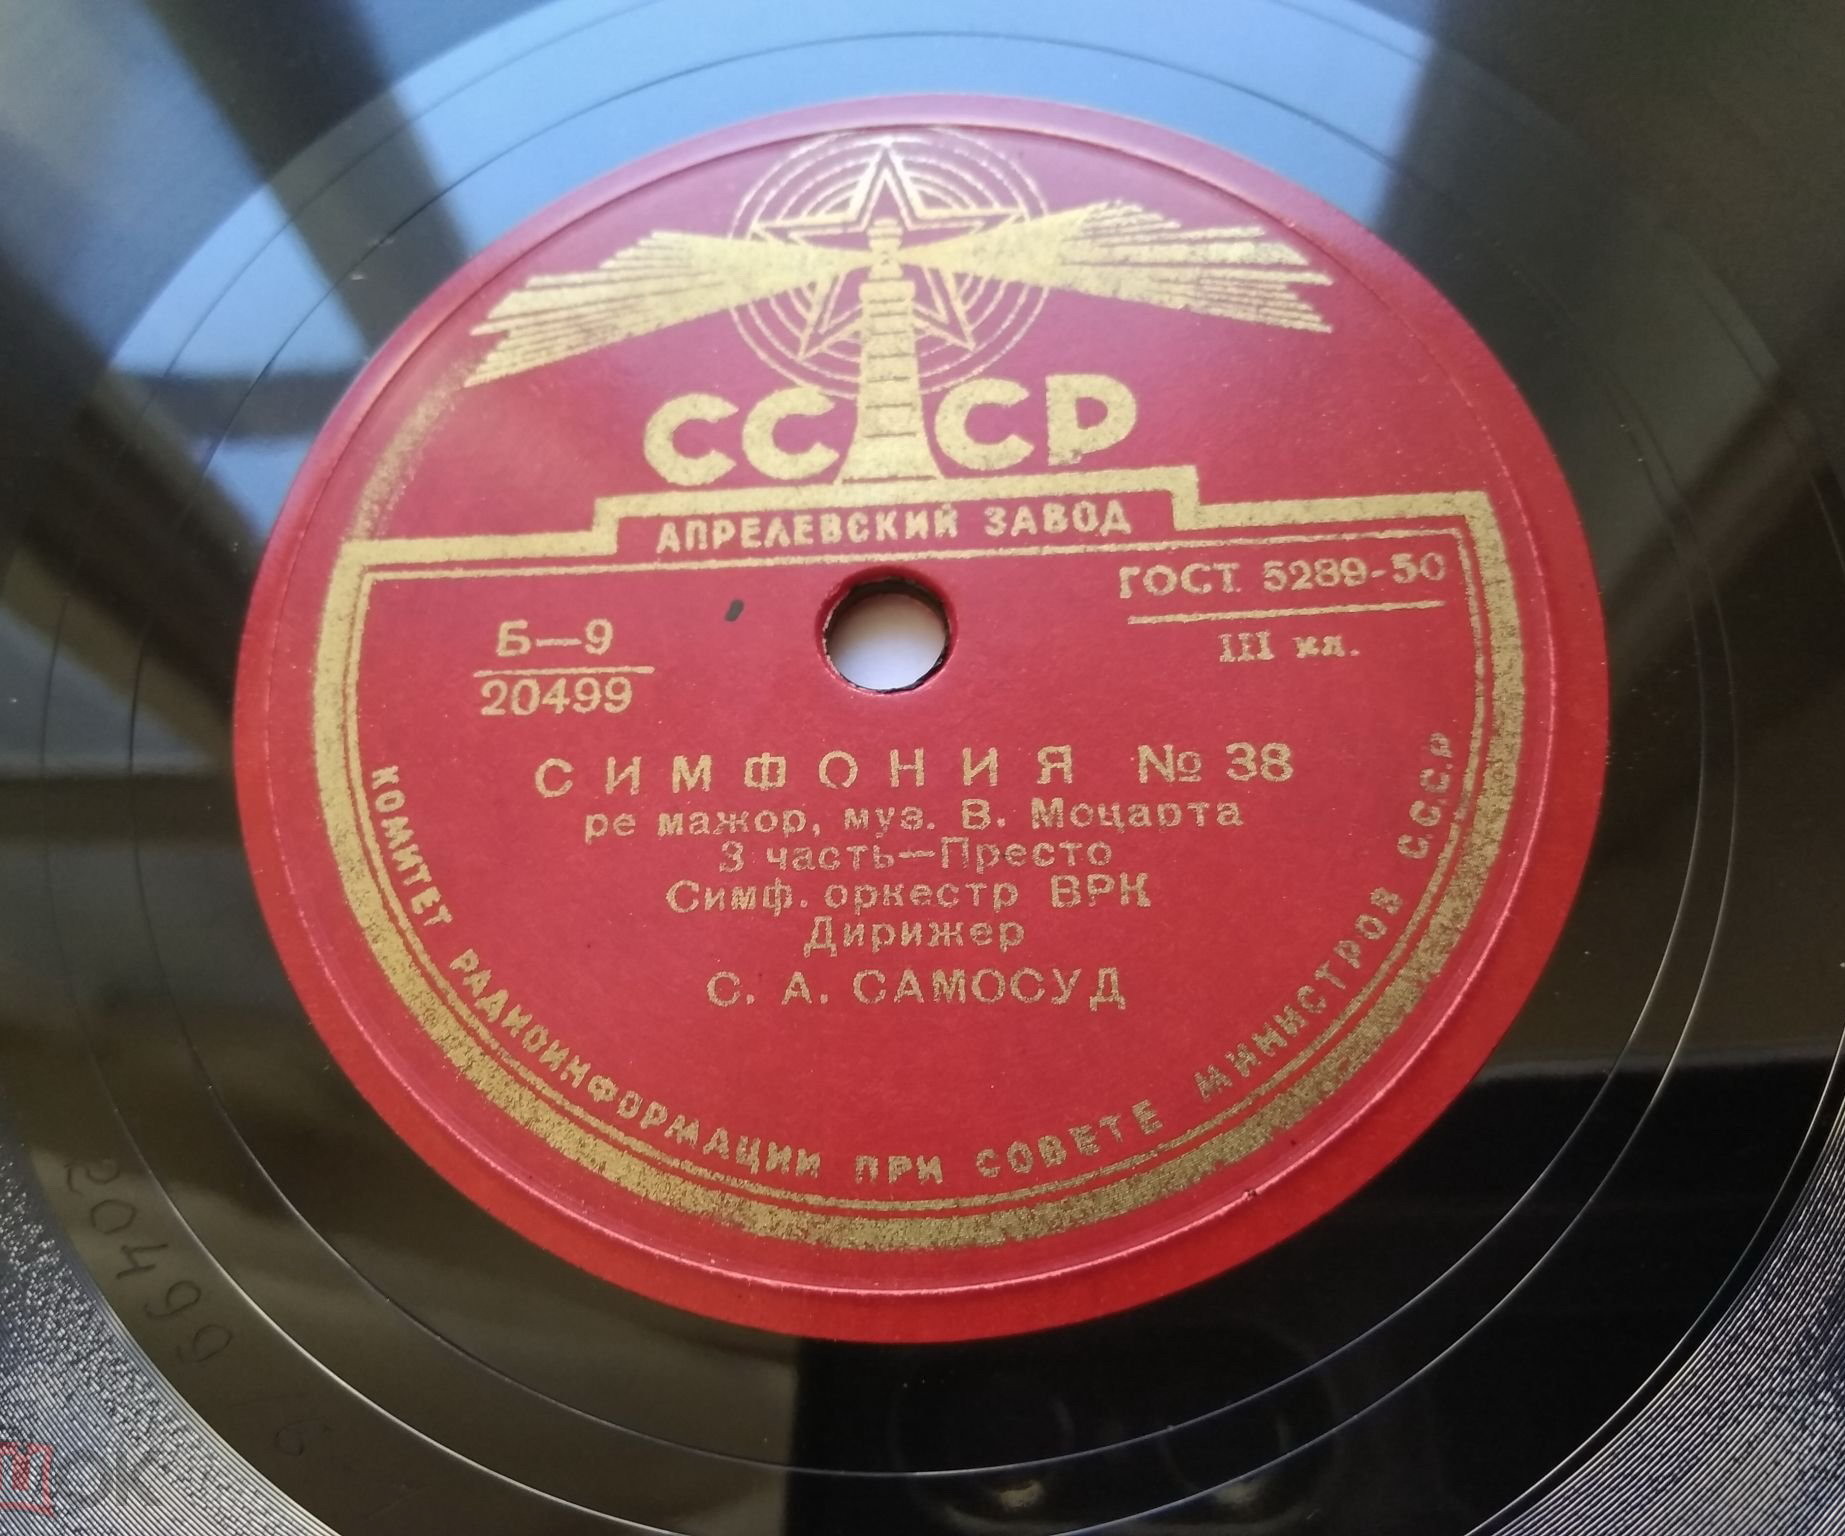 СССР
АПРЕЛЕВСКИЙ ЗАВОД
ГОСТ 5289-50
III кл.
Б—9
20499
СИМФОНИЯ № 38
ре мажор, муз. В. Моцарта
3 часть—Престо
Симф. оркестр ВРК
Дирижер
С. А. САМОСУД
КОМИТЕТ РАДИОИНФОРМАЦИИ ПРИ СОВЕТЕ МИНИСТРОВ С.С.С.Р